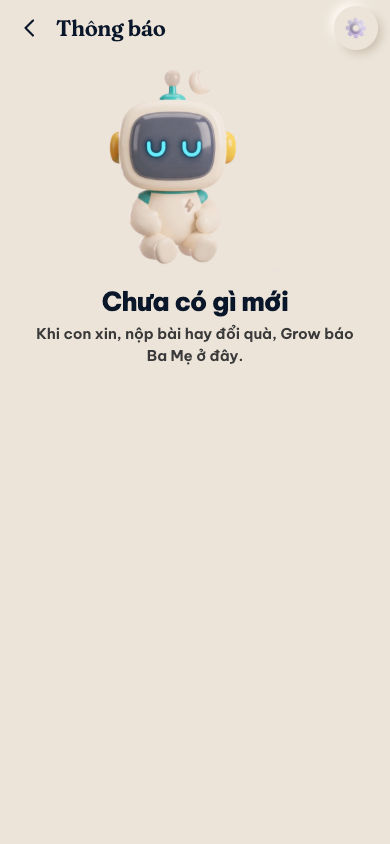 Thông báo
Chưa có gì mới
Khi con xin, nộp bài hay đổi quà, Grow báo
Ba Mẹ ở đây.